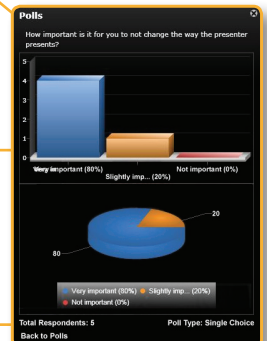 Polls
How important is it for you to not change the way the presenter
presents?
5
4
3
2
1
0
important (80%)
Slightly imp... (20%)
Not important (0%)
20
80
Very important (80%) Slightly imp... (20%)
Not important (0%)
Total Respondents: 5 Poll Type: Single Choice
Back to Polls